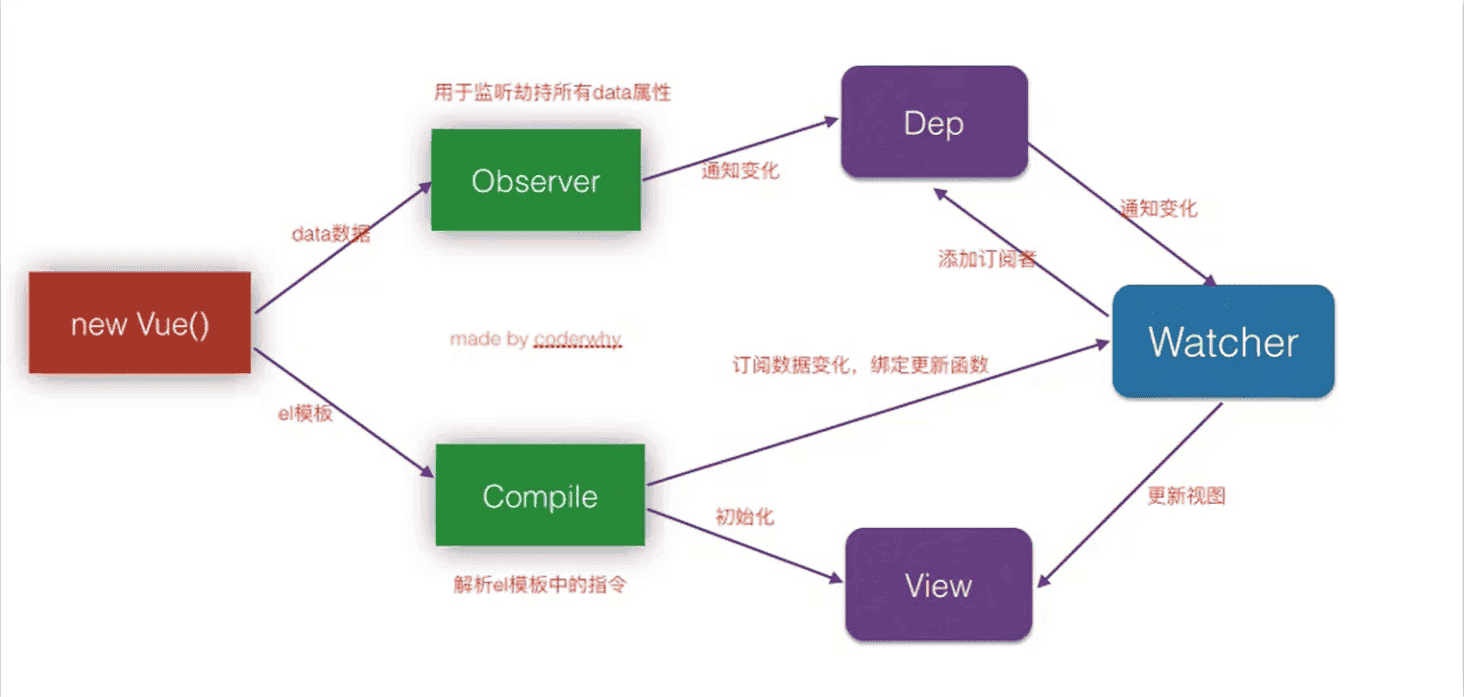 用于监听劫持所有data属性
Dep
Observer
通知变化
通知变化
data数据
添加订阅者
new Vue()
made by coderwhy
Watcher
订阅数据变化，绑定更新函数
el模板
Compile
初始化
更新视图
解析el模板中的指令
View